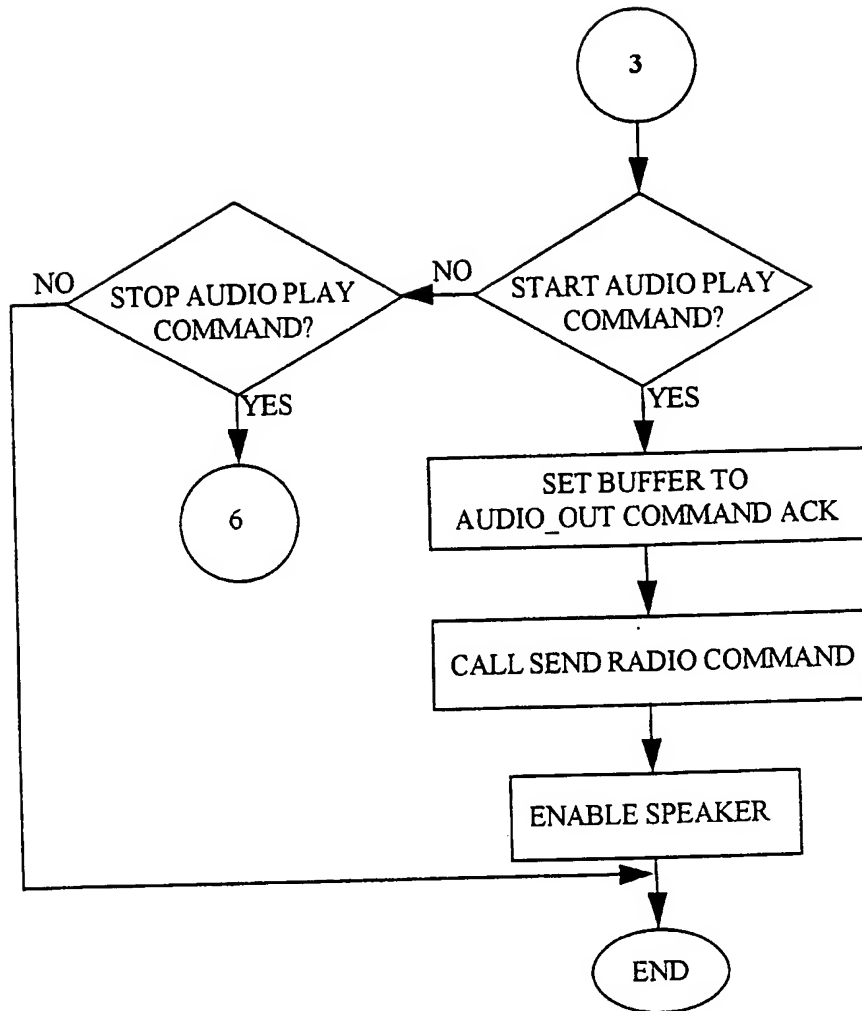 3
START AUDIO PLAY
COMMAND?
NO
STOP AUDIO PLAY
COMMAND?
NO
YES
6
YES
SET BUFFER TO
AUDIO_OUT COMMAND ACK
CALL SEND RADIO COMMAND
ENABLE SPEAKER
END